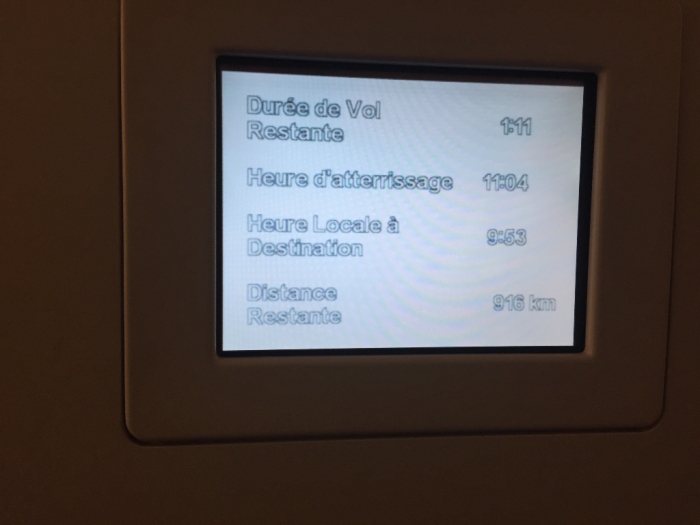 Durée de Vol
Restante 1:11
Heure d'atterrissage 11:04
Heure Locale à
Destination 9:53
Distance
Restante 916 km